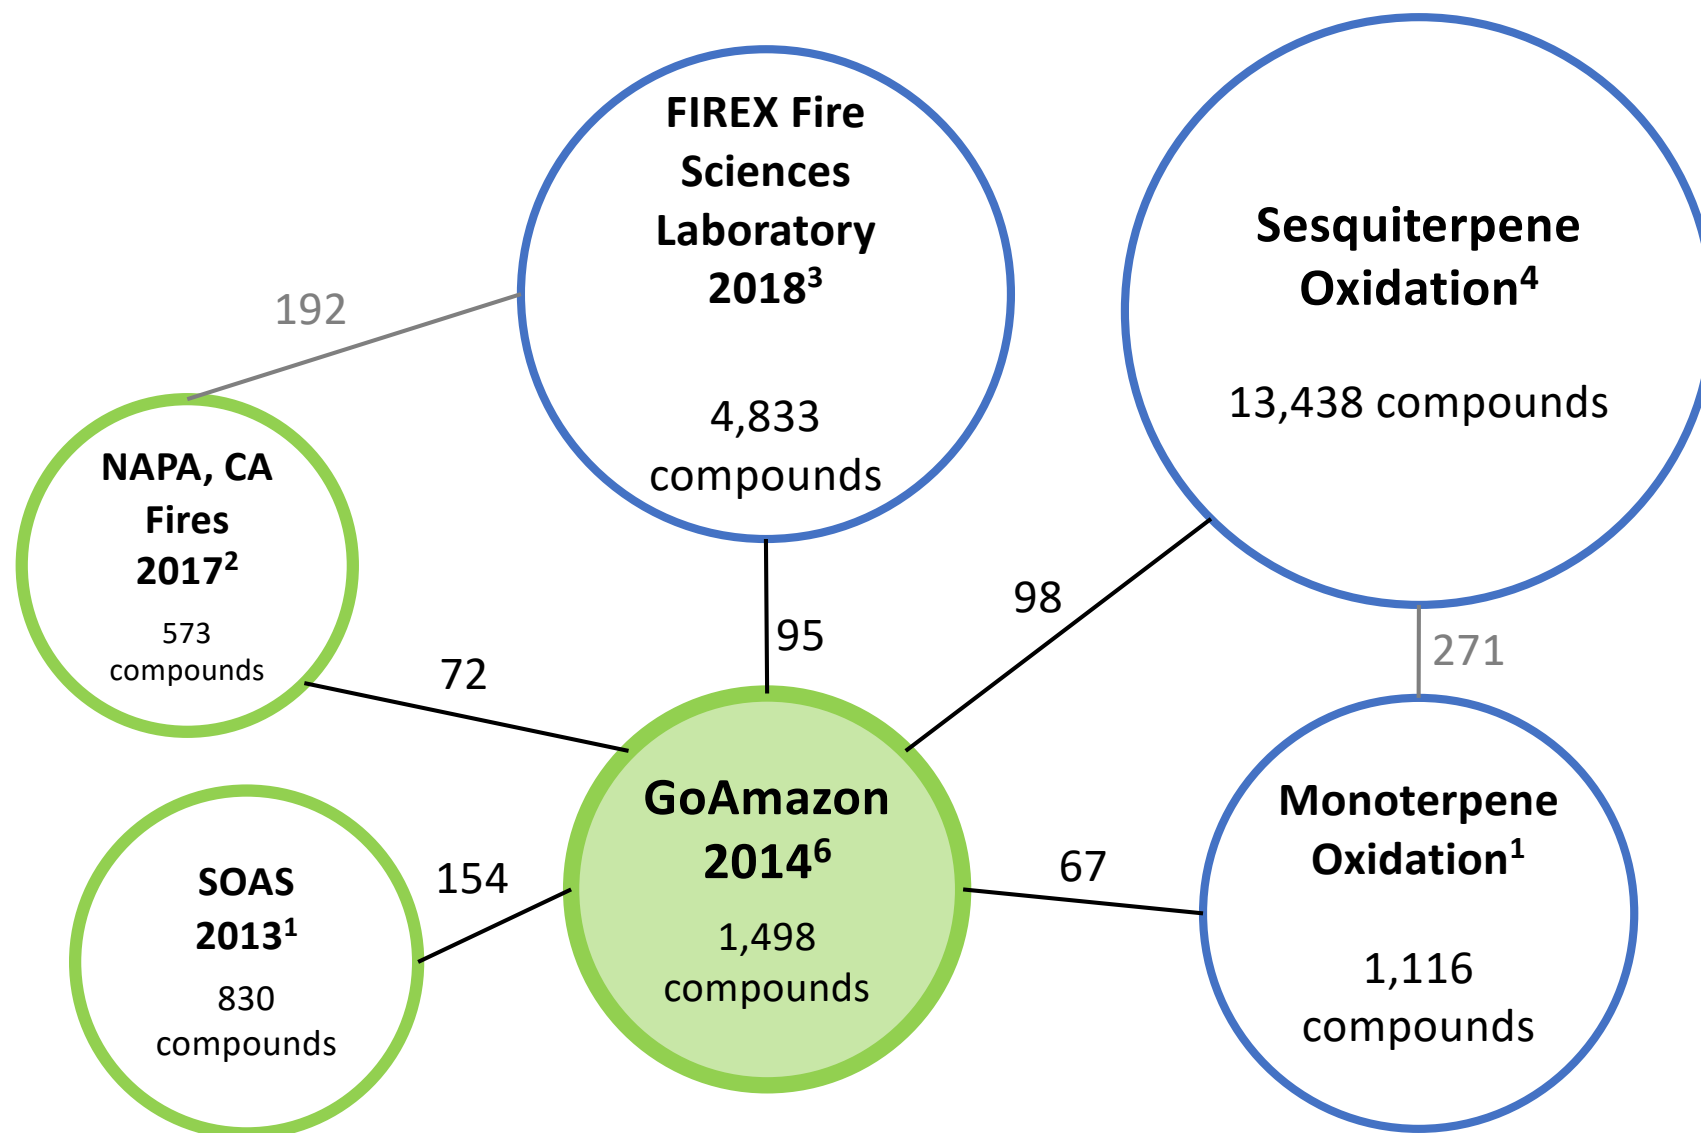 FIREX Fire
Sciences
Laboratory
2018³
4,833
compounds
Sesquiterpene
Oxidation⁴
13,438 compounds
192
NAPA, CA
Fires
2017²
573
compounds
72
95
98
271
SOAS
2013¹
830
compounds
154
GoAmazon
2014⁶
1,498
compounds
67
Monoterpene
Oxidation¹
1,116
compounds